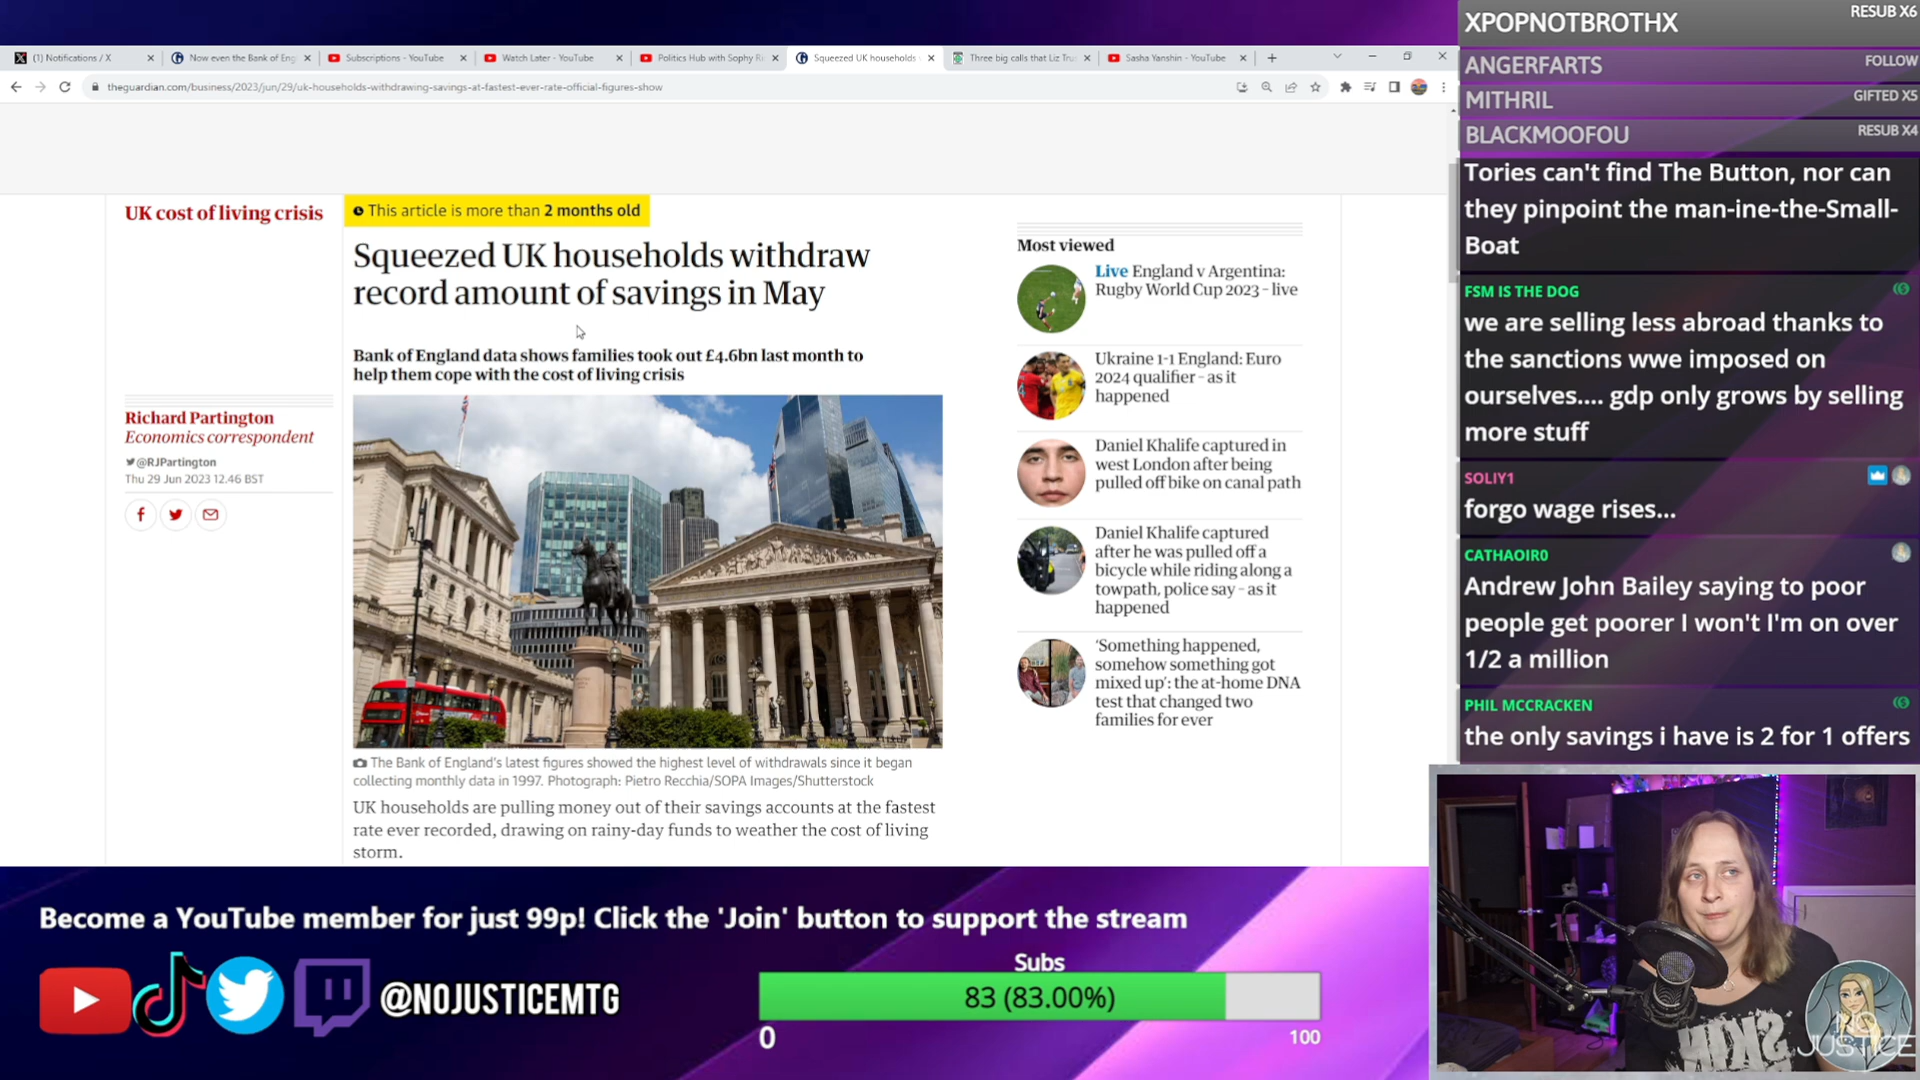 (1) Notifications / X
Now even the Bank of Eng
Subscriptions - YouTube
Watch Later - YouTube
Politics Hub with Sophy Ri
Squeezed UK households
Three big calls that Liz Trus
Sasha Yanshin - YouTube
theguardian.com/business/2023/jun/29/uk-households-withdrawing-savings-at-fastest-ever-rate-official-figures-show
UK cost of living crisis
This article is more than 2 months old
Squeezed UK households withdraw
record amount of savings in May
Bank of England data shows families took out £4.6bn last month to
help them cope with the cost of living crisis
Richard Partington
Economics correspondent
@RJPartington
Thu 29 Jun 2023 12.46 BST
The Bank of England's latest figures showed the highest level of withdrawals since it began
collecting monthly data in 1997. Photograph: Pietro Recchia/SOPA Images/Shutterstock
UK households are pulling money out of their savings accounts at the fastest
rate ever recorded, drawing on rainy-day funds to weather the cost of living
storm.
Most viewed
Live England v Argentina:
Rugby World Cup 2023 – live
Ukraine 1-1 England: Euro
2024 qualifier – as it
happened
Daniel Khalife captured in
west London after being
pulled off bike on canal path
Daniel Khalife captured
after he was pulled off a
bicycle while riding along a
towpath, police say – as it
happened
‘Something happened,
somehow something got
mixed up’: the at-home DNA
test that changed two
families for ever
XPOPNOTBROTHX RESUB X6
ANGERFARTS FOLLOW
MITHRIL GIFTED X5
BLACKMOOFOU RESUB X4
Tories can't find The Button, nor can
they pinpoint the man-ine-the-Small-
Boat
FSM IS THE DOG
we are selling less abroad thanks to
the sanctions wwe imposed on
ourselves.... gdp only grows by selling
more stuff
SOLIY1
forgo wage rises...
CATHAOIR0
Andrew John Bailey saying to poor
people get poorer I won't I'm on over
1/2 a million
PHIL MCCRACKEN
the only savings i have is 2 for 1 offers
Become a YouTube member for just 99p! Click the 'Join' button to support the stream
@NOJUSTICEMTG
Subs
83 (83.00%)
0
100
NO
JUSTICE